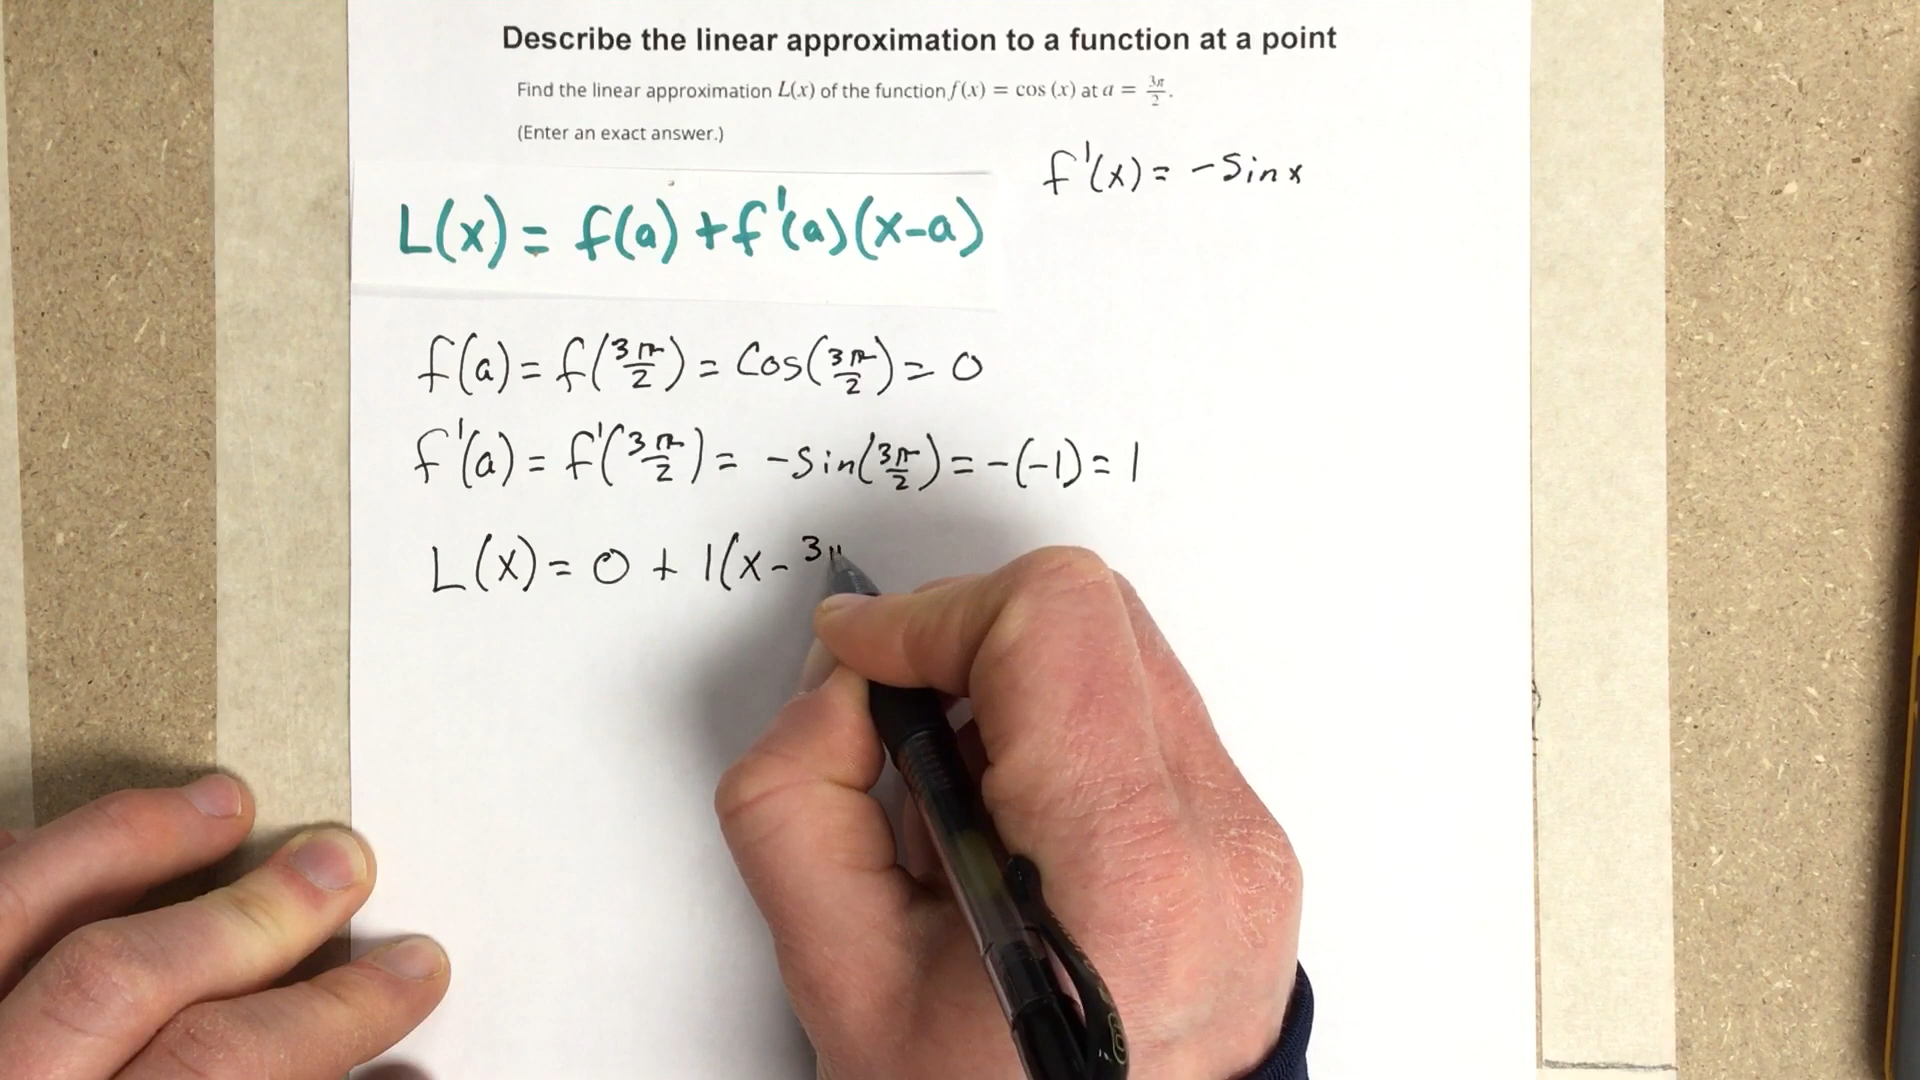 Describe the linear approximation to a function at a point
Find the linear approximation L(x) of the function f(x) = cos (x) at a = 3π/2.
(Enter an exact answer.)
f'(x) = -Sin x
L(x) = f(a) + f'(a)(x-a)
f(a) = f(3π/2) = Cos(3π/2) = 0
f'(a) = f'(3π/2) = -Sin(3π/2) = -(-1) = 1
L(x) = 0 + 1(x - 3